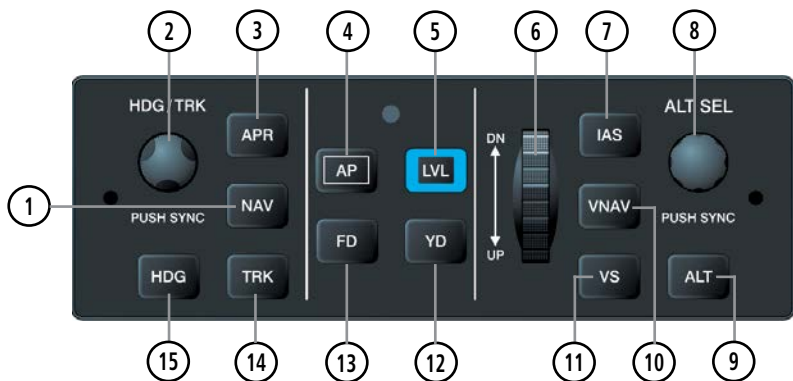 2 3 4 5 6 7 8
HDG/TRK
ALT SEL
APR
IAS
DN
AP
LVL
1
NAV
VNAV
PUSH SYNC
PUSH SYNC
FD
YD
UP
HDG
TRK
VS
ALT
15 14 13 12 11 10 9